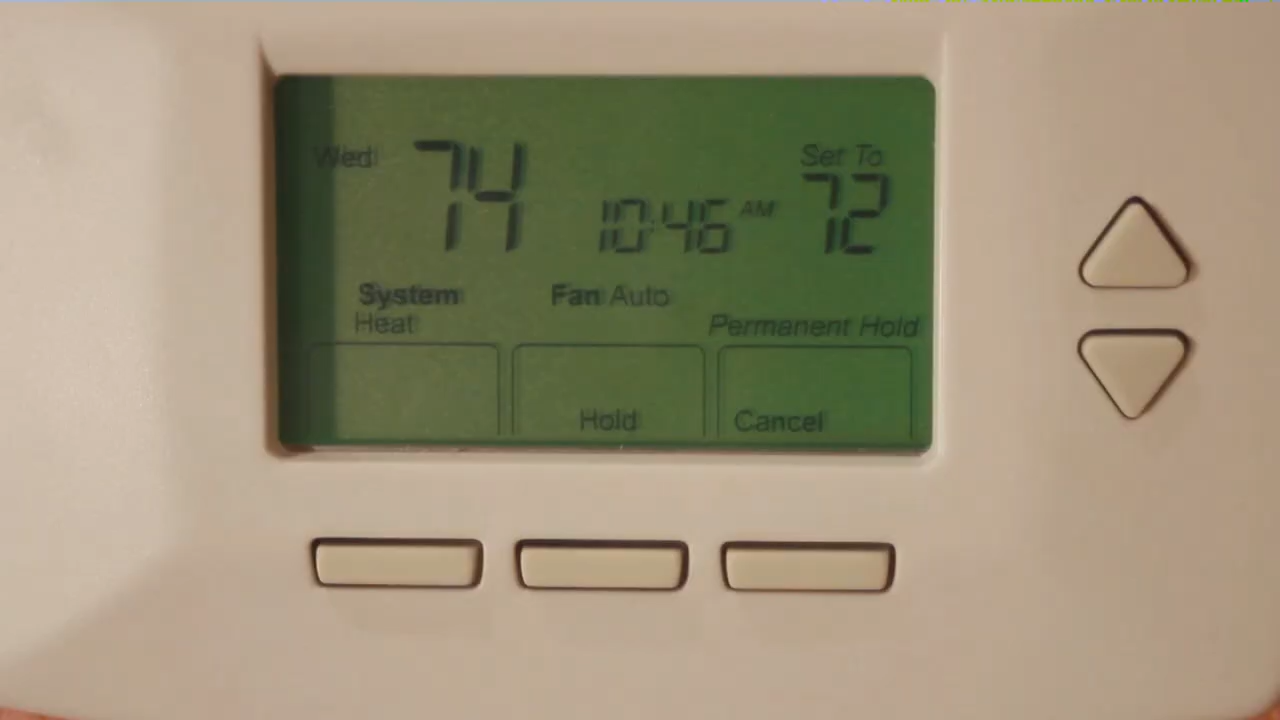 Wed 74 10:46 AM Set To 72
System Fan Auto
Heat Permanent Hold
Hold Cancel